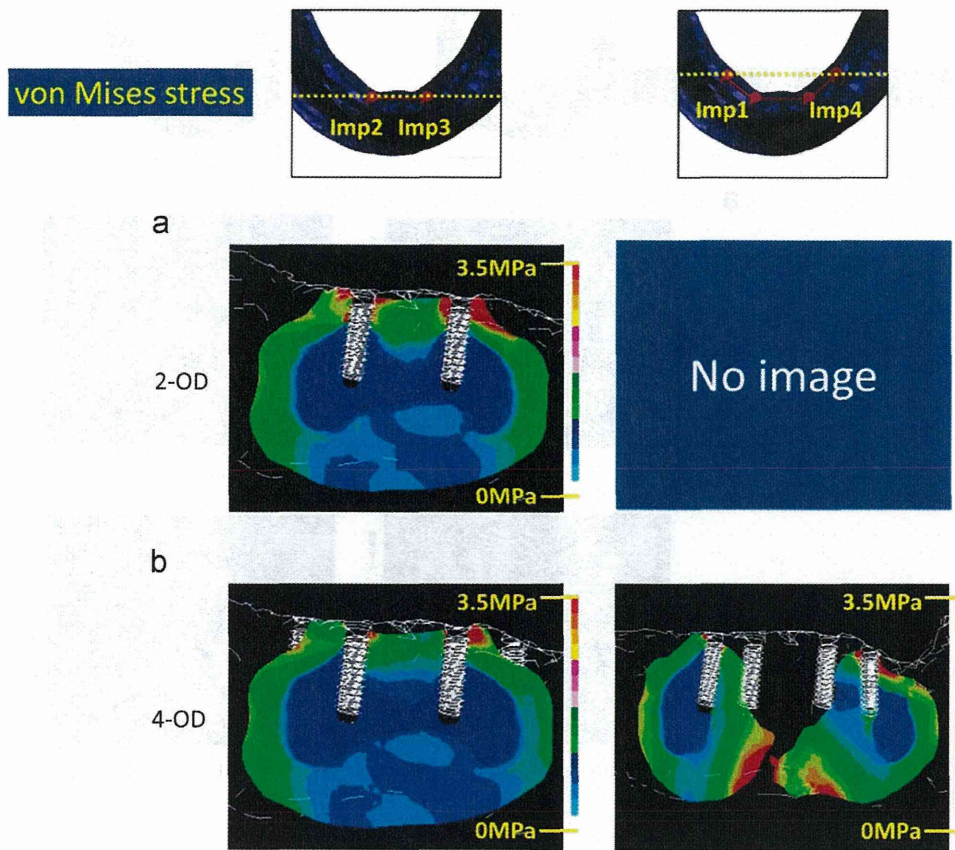 von Mises stress
Imp2 Imp3
Imp1 Imp4
a
2-OD
3.5MPa
0MPa
No image
b
4-OD
3.5MPa
0MPa
3.5MPa
0MPa